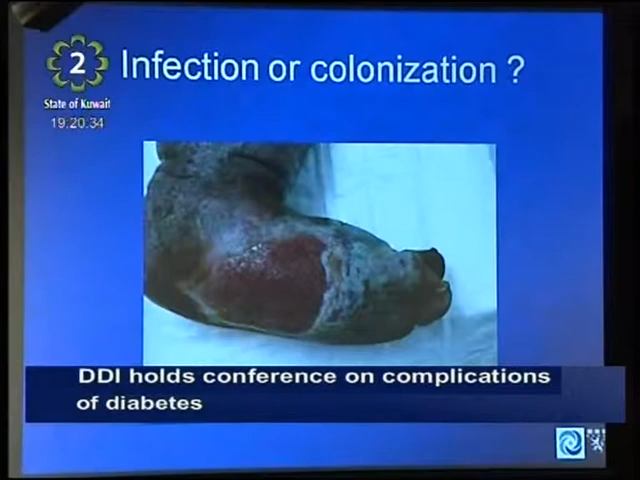 Infection or colonization ?
2
State of Kuwait
19:20:34
DDI holds conference on complications
of diabetes